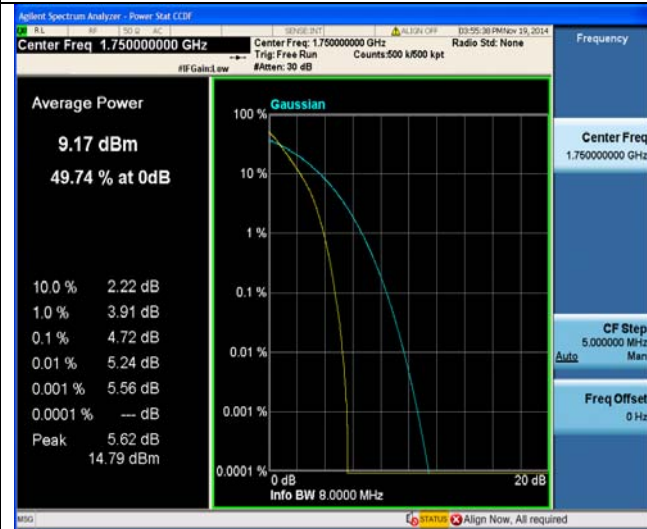 Agilent Spectrum Analyzer - Power Stat CCDF
RL RF 50 Ω AC SENSE:INT ALIGN OFF 03:55:38 PM Nov 19, 2014
Center Freq 1.750000000 GHz
Center Freq: 1.750000000 GHz Radio Std: None
Trig: Free Run Counts:500 k/500 kpt
#IFGain:Low #Atten: 30 dB
Frequency
Average Power
9.17 dBm
49.74 % at 0dB
10.0 % 2.22 dB
1.0 % 3.91 dB
0.1 % 4.72 dB
0.01 % 5.24 dB
0.001 % 5.56 dB
0.0001 % --- dB
Peak 5.62 dB
14.79 dBm
Gaussian
100 %
10 %
1 %
0.1 %
0.01 %
0.001 %
0.0001 %
0 dB 20 dB
Info BW 8.0000 MHz
Center Freq
1.750000000 GHz
CF Step
5.000000 MHz
Auto Man
Freq Offset
0 Hz
MSG STATUS Align Now, All required